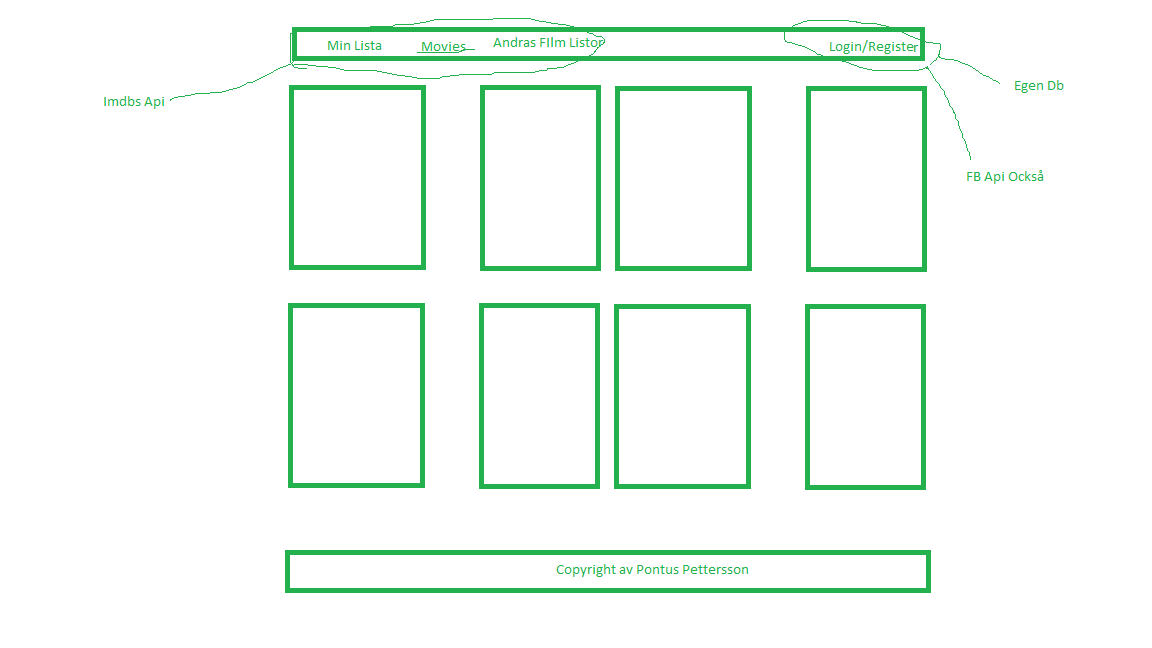 Min Lista Movies Andras FIlm Listor Login/Register
Egen Db
Imdbs Api
FB Api Också
Copyright av Pontus Pettersson